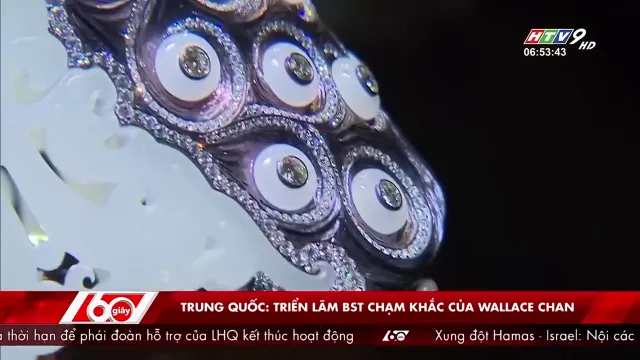 HTV9 HD
06:53:43
60 giây
TRUNG QUỐC: TRIỂN LÃM BST CHẠM KHẮC CỦA WALLACE CHAN
thời hạn để phái đoàn hỗ trợ của LHQ kết thúc hoạt động 60 Xung đột Hamas - Israel: Nội các